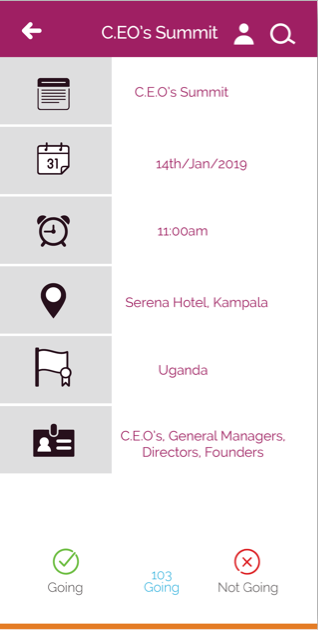 C.EO's Summit
C.E.O's Summit
31
14th/Jan/2019
11:00am
Serena Hotel, Kampala
Uganda
C.E.O's, General Managers,
Directors, Founders
Going
103
Going
Not Going